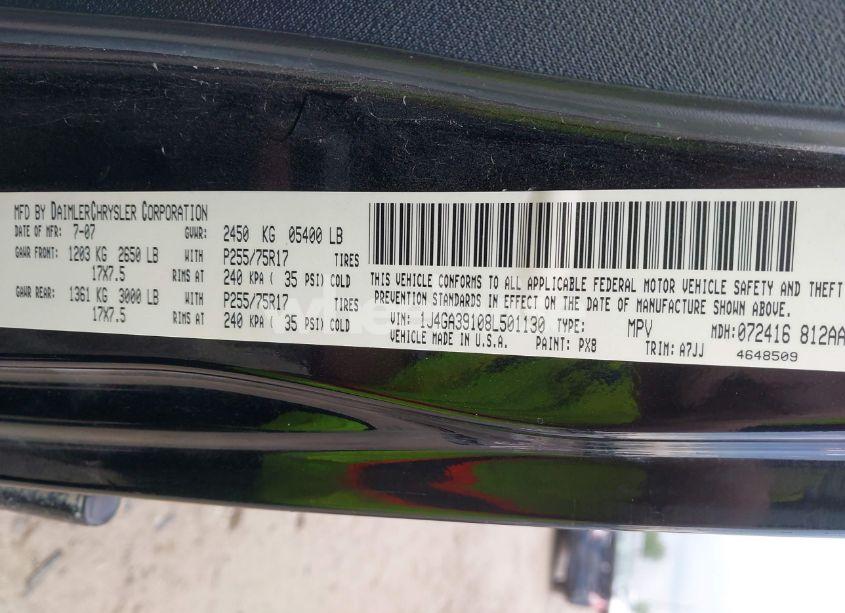 MFD BY DAIMLERCHRYSLER CORPORATION
DATE OF MFR: 7-07 GVWR: 2450 KG 05400 LB
GAWR FRONT: 1203 KG 2650 LB WITH P255/75R17 TIRES
17X7.5 RIMS AT 240 KPA ( 35 PSI) COLD
GAWR REAR: 1361 KG 3000 LB WITH P255/75R17 TIRES
17X7.5 RIMS AT 240 KPA ( 35 PSI) COLD
THIS VEHICLE CONFORMS TO ALL APPLICABLE FEDERAL MOTOR VEHICLE SAFETY AND THEFT
PREVENTION STANDARDS IN EFFECT ON THE DATE OF MANUFACTURE SHOWN ABOVE.
VIN: 1J4GA39108L501130 TYPE: MPV MDH: 072416 812AA
VEHICLE MADE IN U.S.A. PAINT: PX8 TRIM: A7JJ 4648509